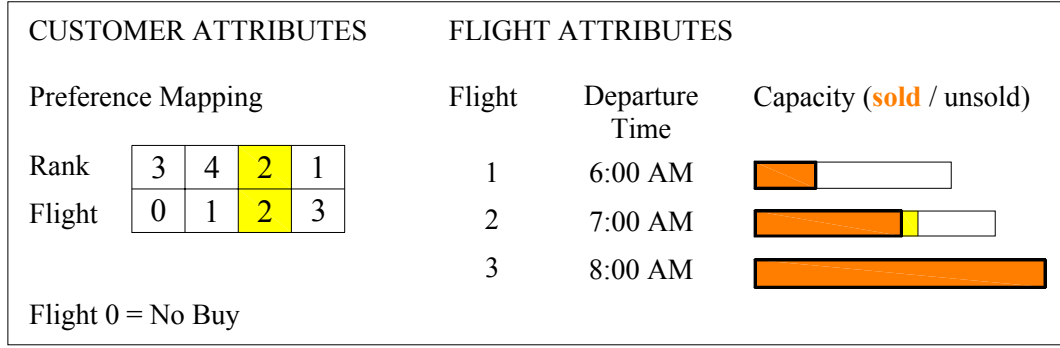 CUSTOMER ATTRIBUTES FLIGHT ATTRIBUTES
Preference Mapping Flight Departure Time Capacity (sold / unsold)
Rank 3 4 2 1
Flight 0 1 2 3
1 6:00 AM
2 7:00 AM
3 8:00 AM
Flight 0 = No Buy